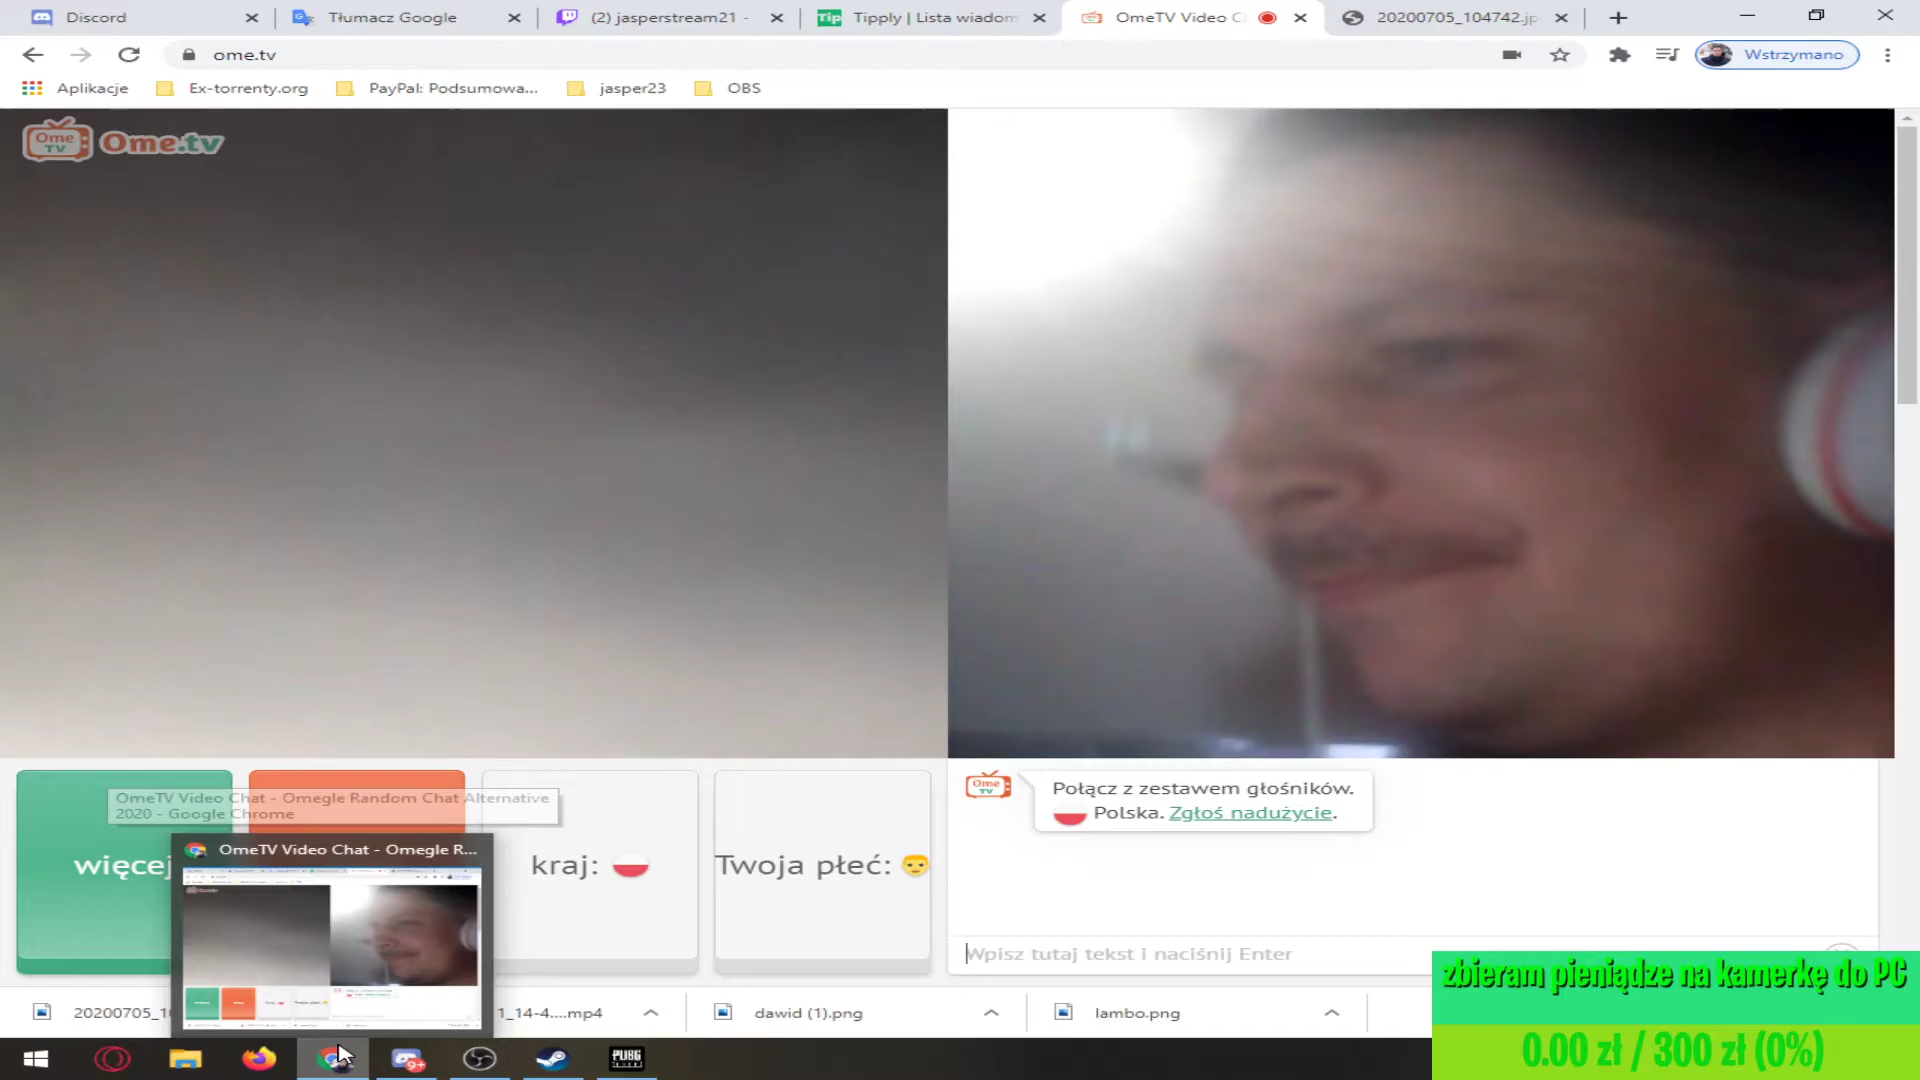 Discord
Tłumacz Google
(2) jasperstream21 -
Tip
Tipply | Lista wiadom
OmeTV Video C
20200705_104742.jp
ome.tv
Wstrzymano
Aplikacje
Ex-torrenty.org
PayPal: Podsumowa...
jasper23
OBS
Ome TV
Ome.tv
OmeTV Video Chat - Omegle Random Chat Alternative
2020 - Google Chrome
więcej
OmeTV Video Chat - Omegle R...
kraj:
Twoja płeć:
Ome TV
Połącz z zestawem głośników.
Polska. Zgłoś nadużycie.
Wpisz tutaj tekst i naciśnij Enter
zbieram pieniądze na kamerkę do PC
0.00 zł / 300 zł (0%)
20200705_1
1_14-4....mp4
dawid (1).png
lambo.png
9+
PUBG